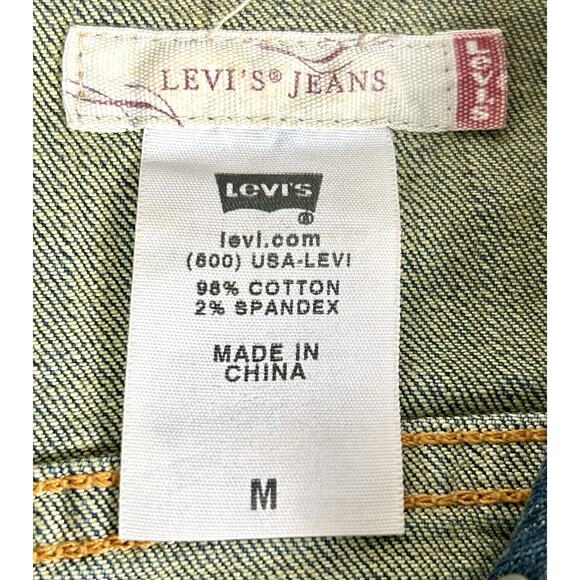 LEVI'S® JEANS
Levi's
Levi's
®
levi.com
(800) USA-LEVI
98% COTTON
2% SPANDEX
MADE IN
CHINA
M